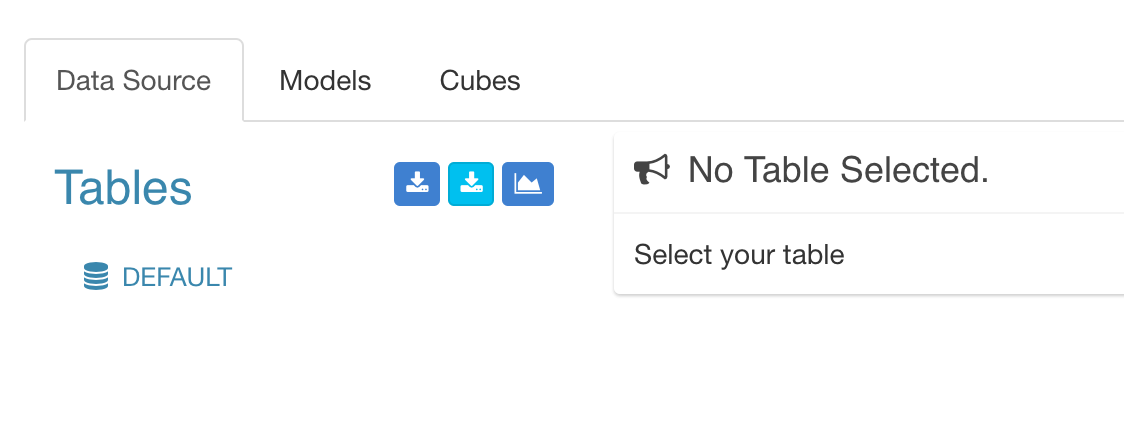 Data Source
Models
Cubes
Tables
DEFAULT
No Table Selected.
Select your table